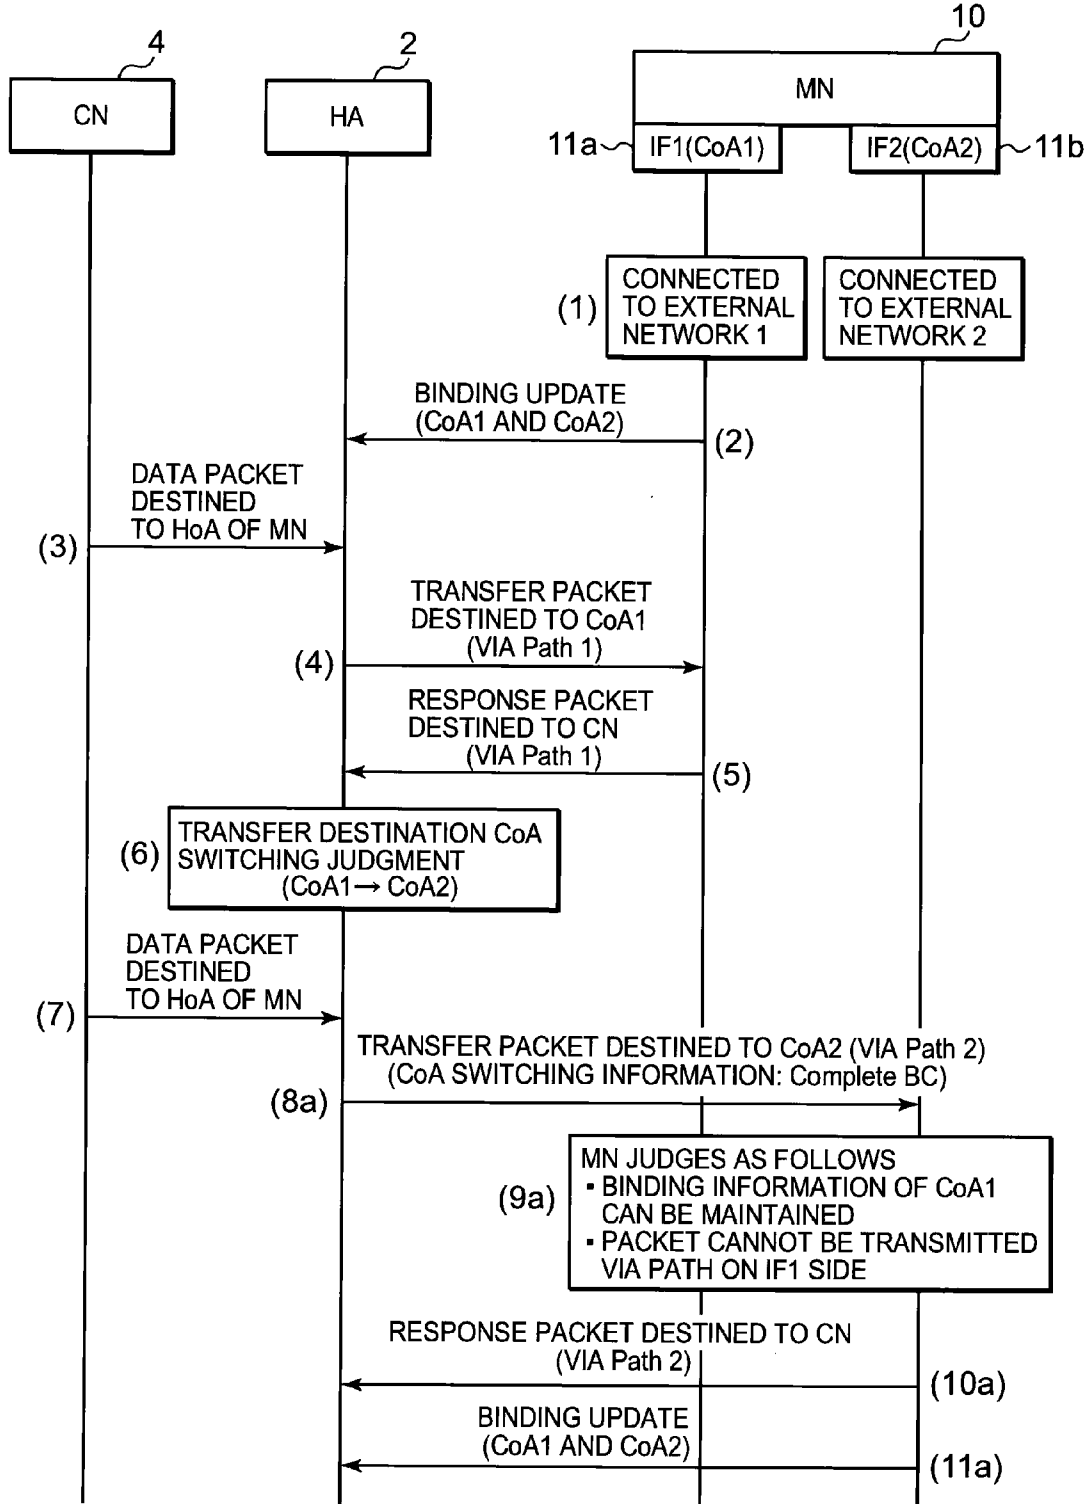 4
2
10
CN
HA
MN
11a
IF1(CoA1)
IF2(CoA2)
11b
(1)
CONNECTED
TO EXTERNAL
NETWORK 1
CONNECTED
TO EXTERNAL
NETWORK 2
BINDING UPDATE
(CoA1 AND CoA2)
(2)
DATA PACKET
DESTINED
TO HoA OF MN
(3)
TRANSFER PACKET
DESTINED TO CoA1
(VIA Path 1)
(4)
RESPONSE PACKET
DESTINED TO CN
(VIA Path 1)
(5)
(6)
TRANSFER DESTINATION CoA
SWITCHING JUDGMENT
(CoA1→ CoA2)
DATA PACKET
DESTINED
TO HoA OF MN
(7)
TRANSFER PACKET DESTINED TO CoA2 (VIA Path 2)
(CoA SWITCHING INFORMATION: Complete BC)
(8a)
(9a)
MN JUDGES AS FOLLOWS
▪ BINDING INFORMATION OF CoA1
CAN BE MAINTAINED
▪ PACKET CANNOT BE TRANSMITTED
VIA PATH ON IF1 SIDE
RESPONSE PACKET DESTINED TO CN
(VIA Path 2)
(10a)
BINDING UPDATE
(CoA1 AND CoA2)
(11a)